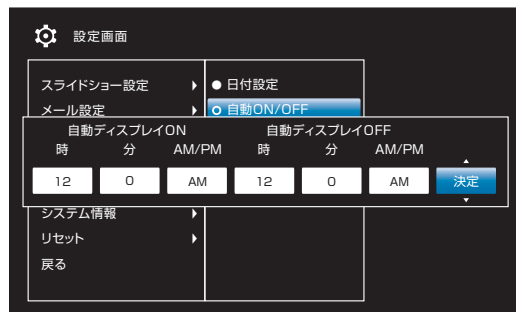 設定画面
スライドショー設定
日付設定
メール設定
自動ON/OFF
自動ディスプレイON 自動ディスプレイOFF
時 分 AM/PM 時 分 AM/PM
12 0 AM 12 0 AM 決定
システム情報
リセット
戻る